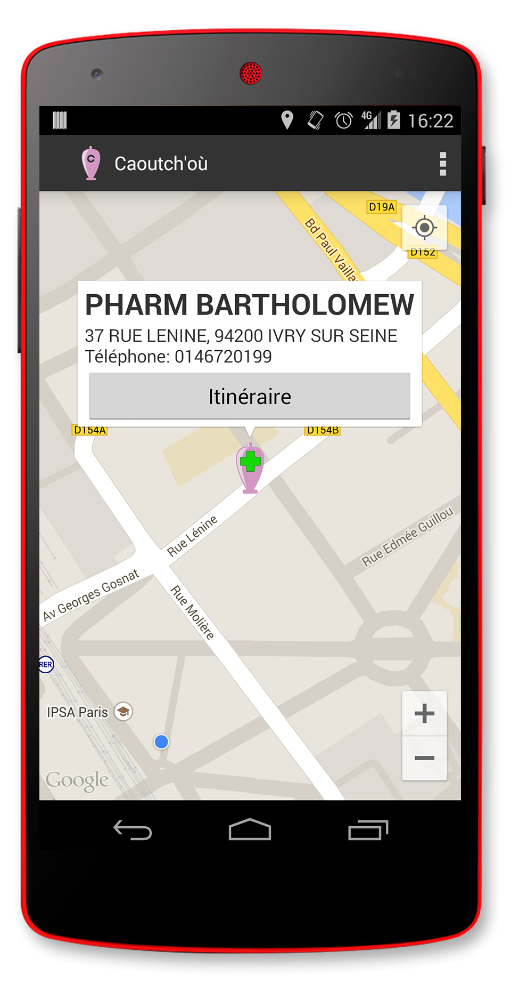 4G 16:22
C Caoutch'où
D19A
Bd Paul Vailla
D152
PHARM BARTHOLOMEW
37 RUE LENINE, 94200 IVRY SUR SEINE
Téléphone: 0146720199
Itinéraire
D154A D154B
Rue Lénine
Rue Edmée Guillou
Av Georges Gosnat
Rue Molière
RER
IPSA Paris
Google